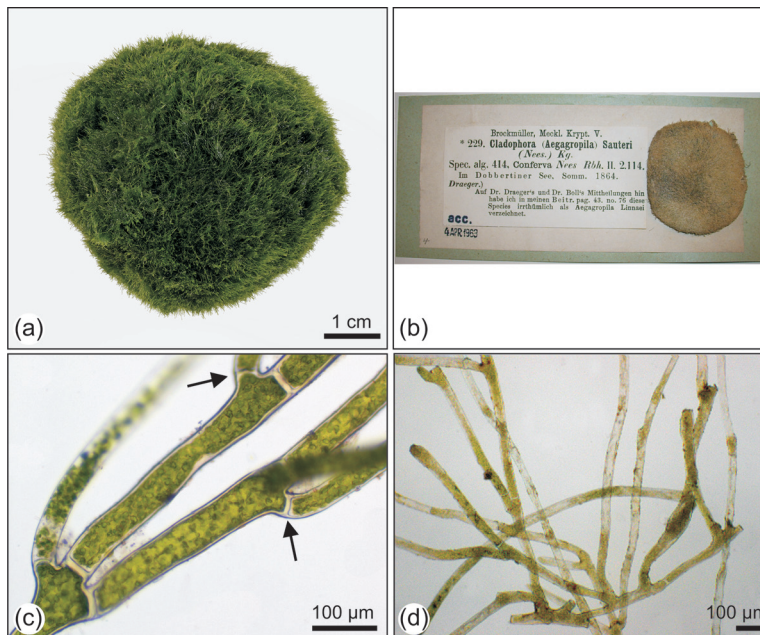 (a)
1 cm
Brockmüller, Meckl. Krypt. V.
* 229. Cladophora (Aegagropila) Sauteri
(Nees.) Kg.
Spec. alg. 414, Conferva Nees Rbh. II. 2.114.
Im Dobbertiner See. Somm. 1864.
Draeger.)
Auf Dr. Draeger's und Dr. Boll's Mittheilungen hin
habe ich in meinen Beitr. pag. 43. no. 76 diese
Species irrthümlich als Aegagropila Linnaei
verzeichnet.
acc.
4 APR 1963
(b)
(c)
100 µm
(d)
100 µm